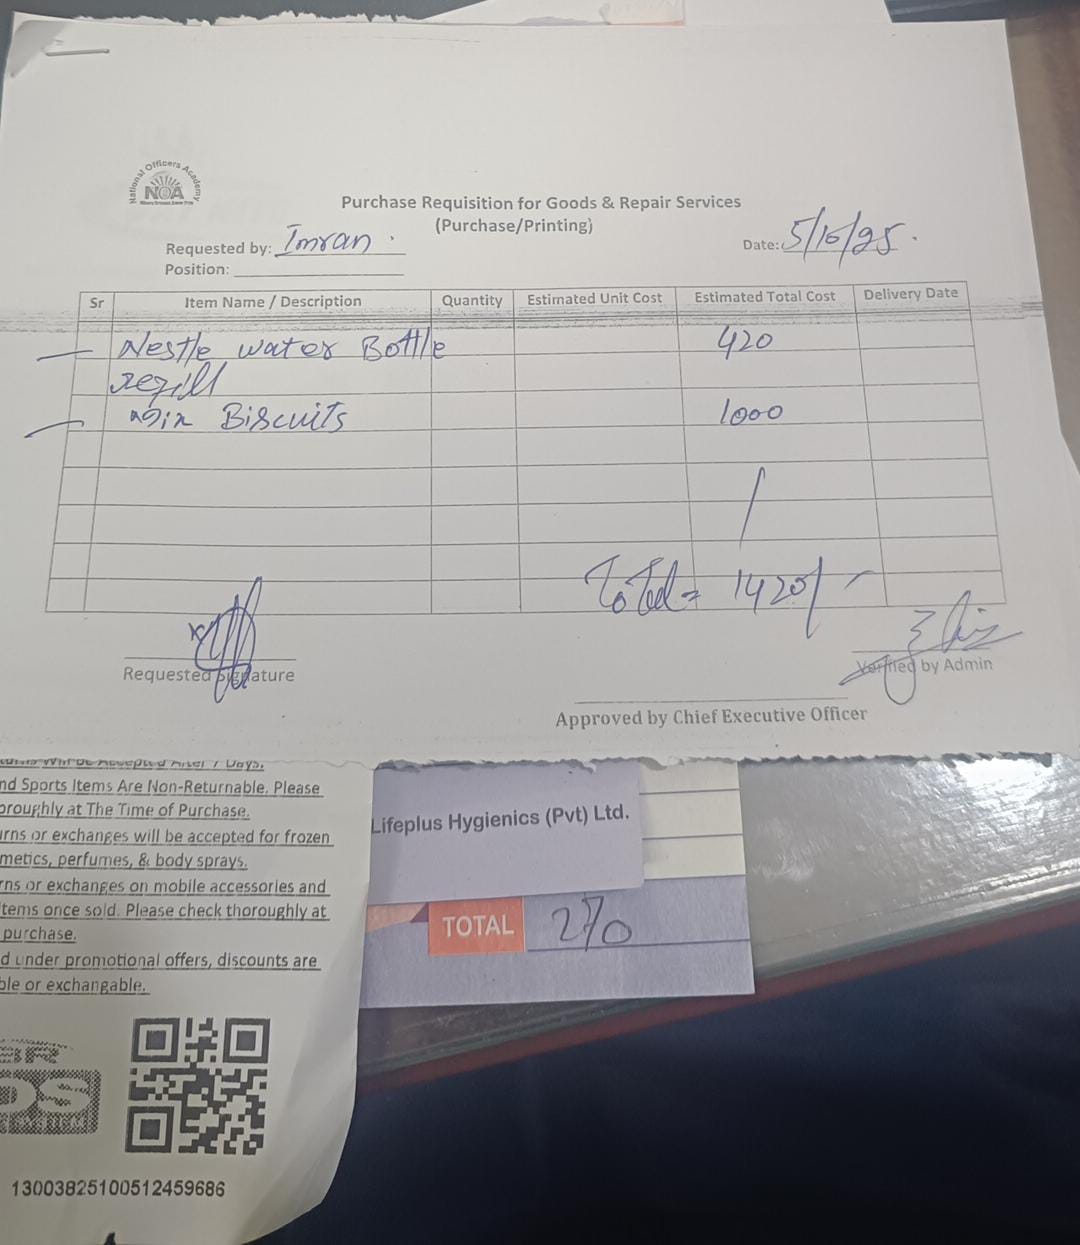 National Officers Academy
NOA
Purchase Requisition for Goods & Repair Services
(Purchase/Printing)
Requested by: Imran
Date: 5/10/25
Position:
Sr Item Name / Description Quantity Estimated Unit Cost Estimated Total Cost Delivery Date
Nestle water Bottle 420
refill
Biscuits 1000
Total = 1420/-
Requested Signature
Verified by Admin
Approved by Chief Executive Officer
Days.
nd Sports Items Are Non-Returnable. Please
oroughly at The Time of Purchase.
urns or exchanges will be accepted for frozen
metics, perfumes, & body sprays.
rns or exchanges on mobile accessories and
tems once sold. Please check thoroughly at
purchase.
d under promotional offers, discounts are
ble or exchangable.
Lifeplus Hygienics (Pvt) Ltd.
TOTAL 270
13003825100512459686